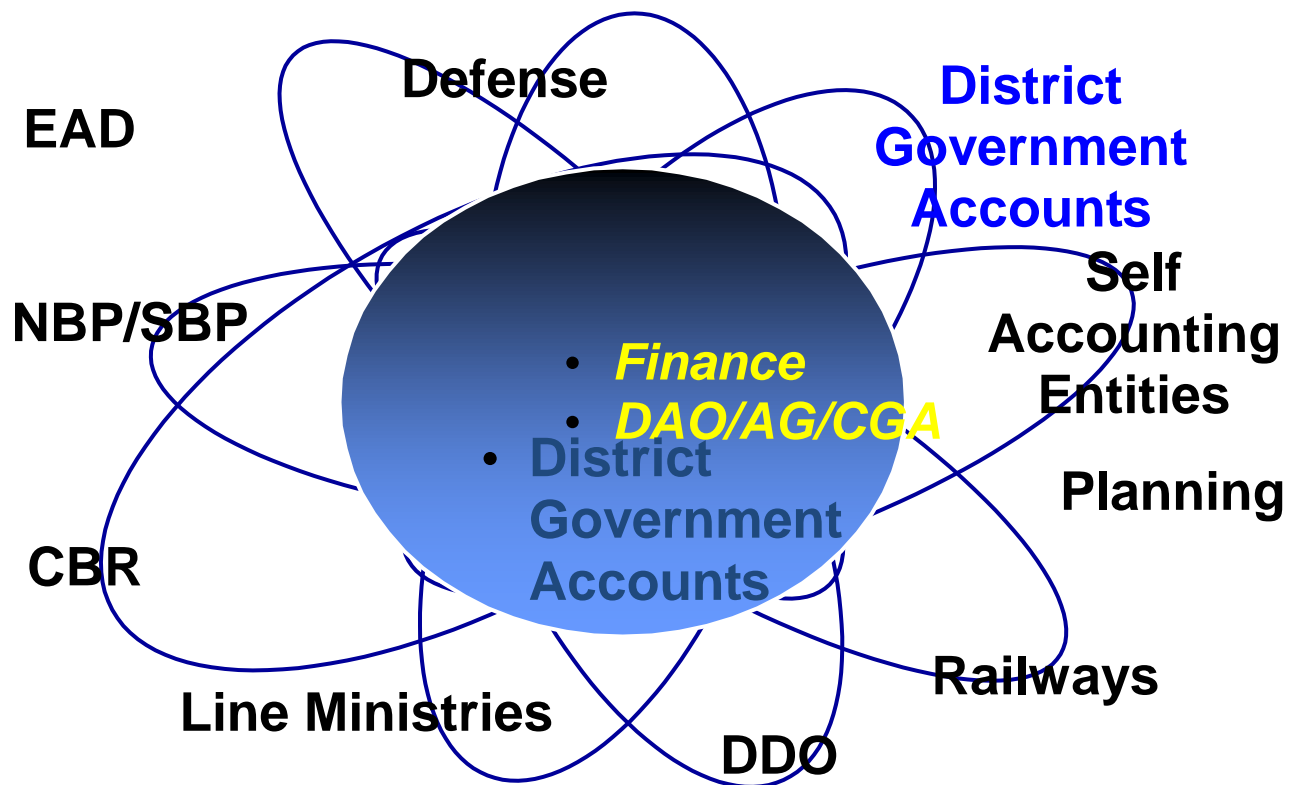 Defense
District
Government
Accounts
EAD
Self
Accounting
Entities
NBP/SBP
• Finance
• DAO/AG/CGA
• District
Government
Accounts
Planning
CBR
Railways
Line Ministries
DDO